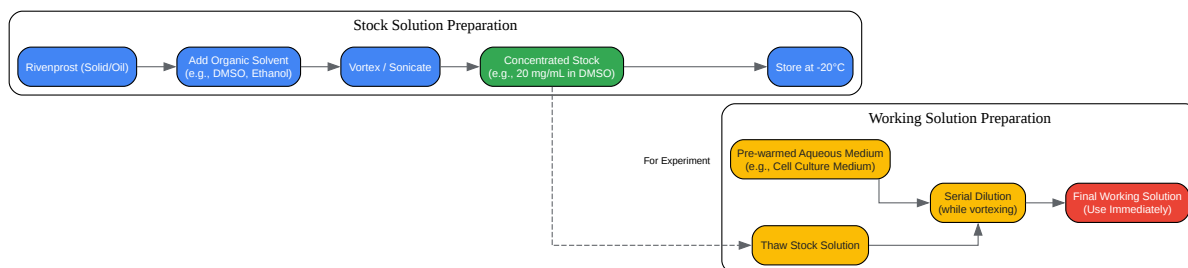 Stock Solution Preparation
Rivenprost (Solid/Oil)
Add Organic Solvent
(e.g., DMSO, Ethanol)
Vortex / Sonicate
Concentrated Stock
(e.g., 20 mg/mL in DMSO)
Store at -20°C
Working Solution Preparation
For Experiment
Pre-warmed Aqueous Medium
(e.g., Cell Culture Medium)
Serial Dilution
(while vortexing)
Final Working Solution
(Use Immediately)
Thaw Stock Solution